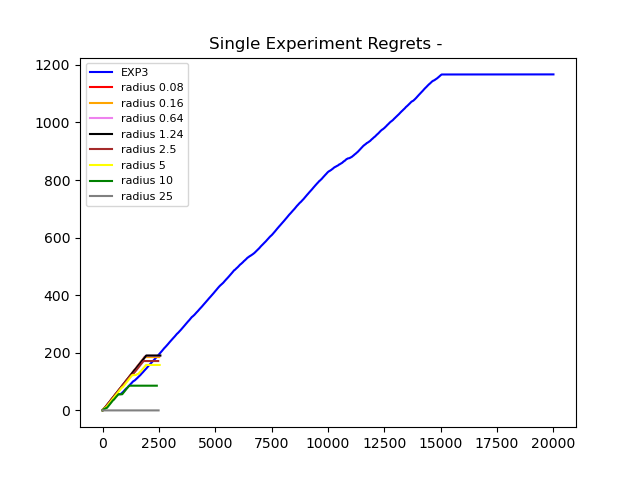 Single Experiment Regrets -
1200
1000
800
600
400
200
0
EXP3
radius 0.08
radius 0.16
radius 0.64
radius 1.24
radius 2.5
radius 5
radius 10
radius 25
0 2500 5000 7500 10000 12500 15000 17500 20000